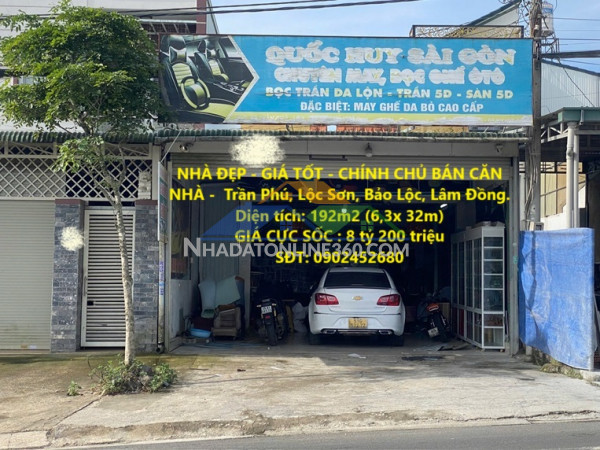 QUỐC HUY SÀI GÒN
CHUYÊN MAY, BỌC GHẾ ÔTÔ
BỌC TRẦN DA LỘN - TRẦN 5D - SÀN 5D
ĐẶC BIỆT: MAY GHẾ DA BÒ CAO CẤP
NHÀ ĐẸP - GIÁ TỐT - CHÍNH CHỦ BÁN CĂN
NHÀ - Trần Phú, Lộc Sơn, Bảo Lộc, Lâm Đồng.
Diện tích: 192m2 (6,3x 32m)
GIÁ CỰC SỐC : 8 tỷ 200 triệu
NHADATONLINE360.COM
SĐT: 0902452680